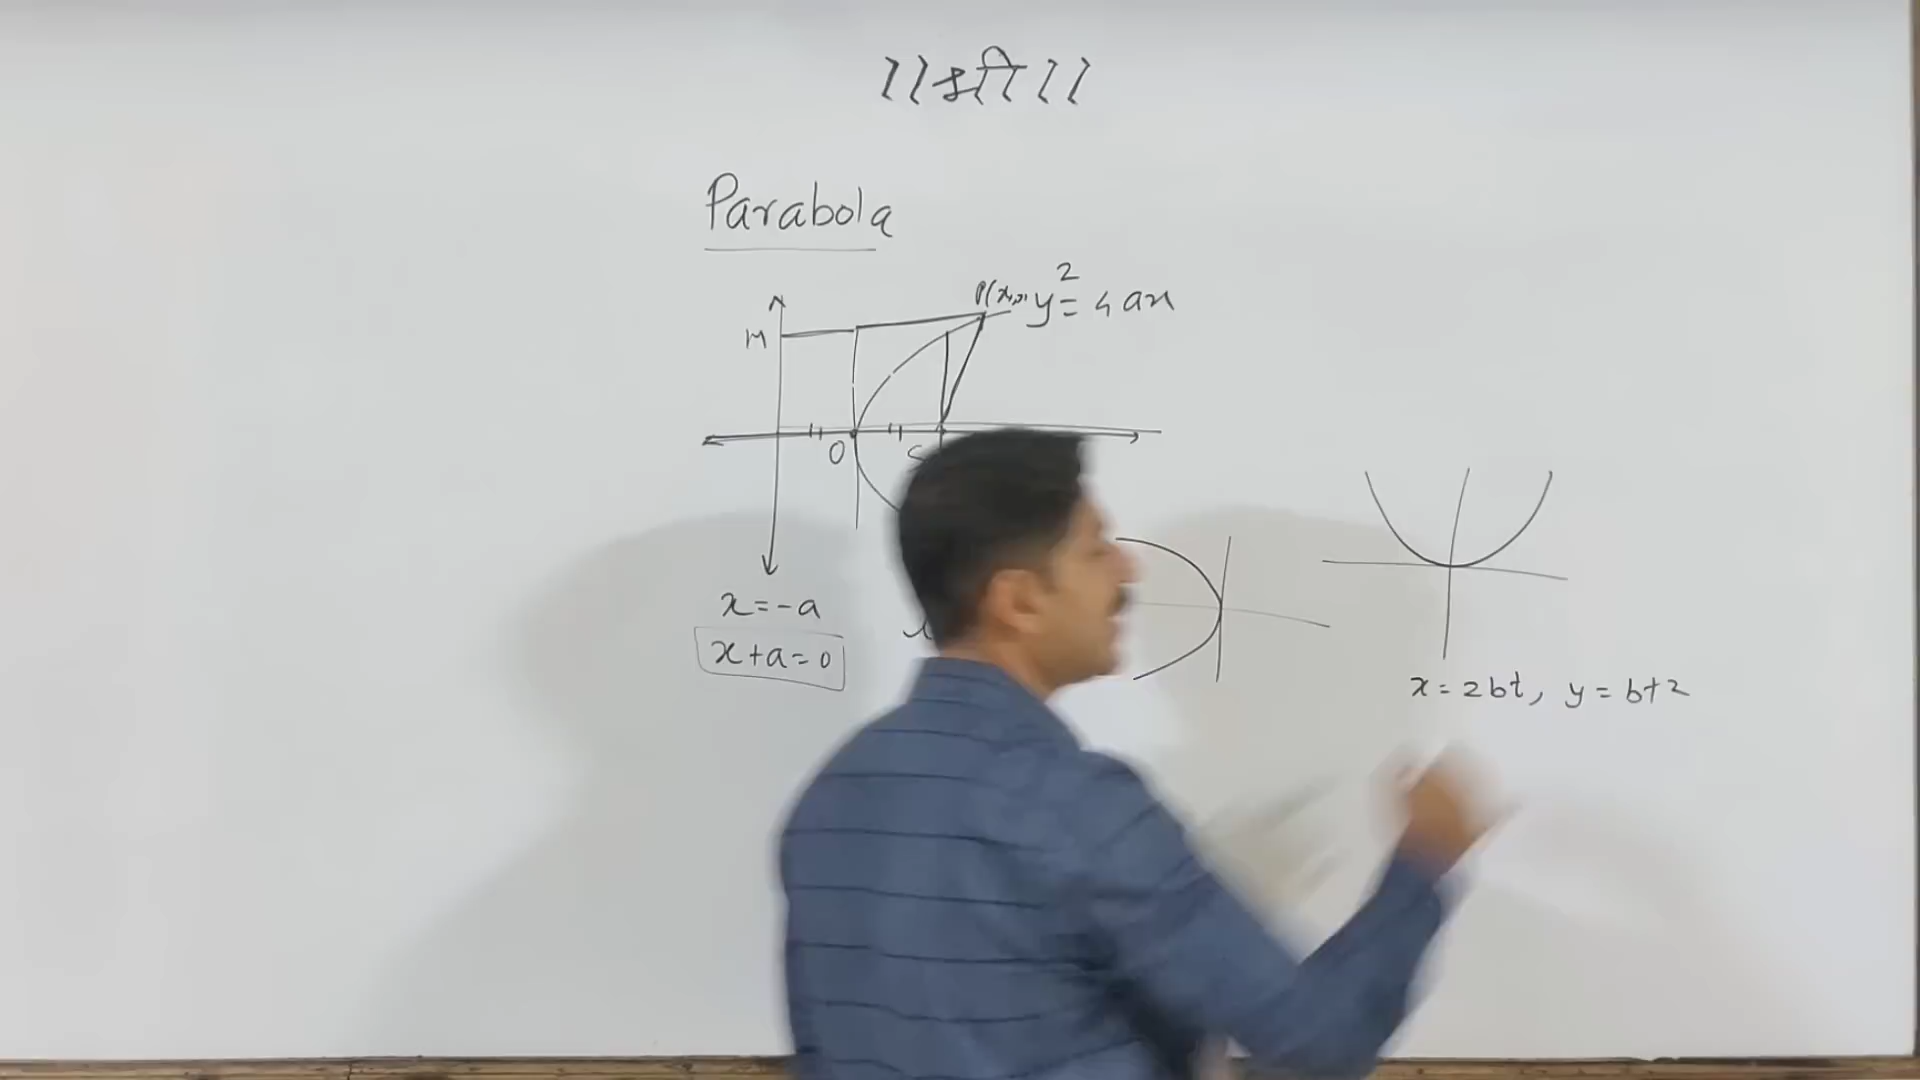 ।।श्री।।
Parabola
P(x,y) y² = 4ax
M
O S
x = -a
x + a = 0
x = 2bt, y = bt2